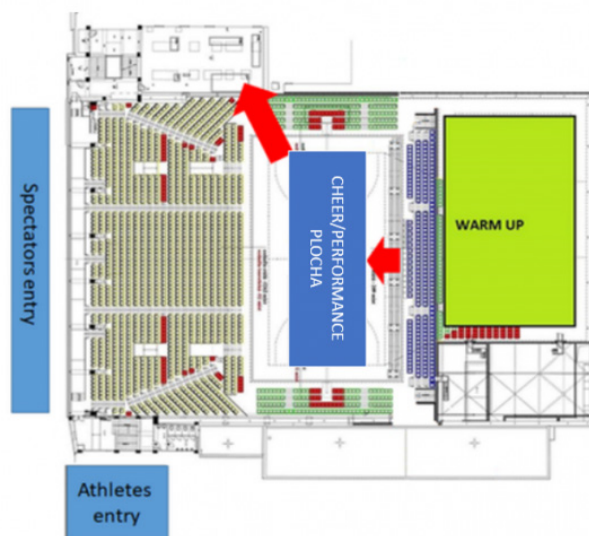 Spectators entry
CHEER/PERFORMANCE
PLOCHA
WARM UP
Athletes
entry